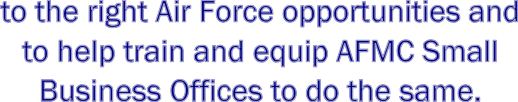 to the right Air Force opportunities and
to help train and equip AFMC Small
Business Offices to do the same.